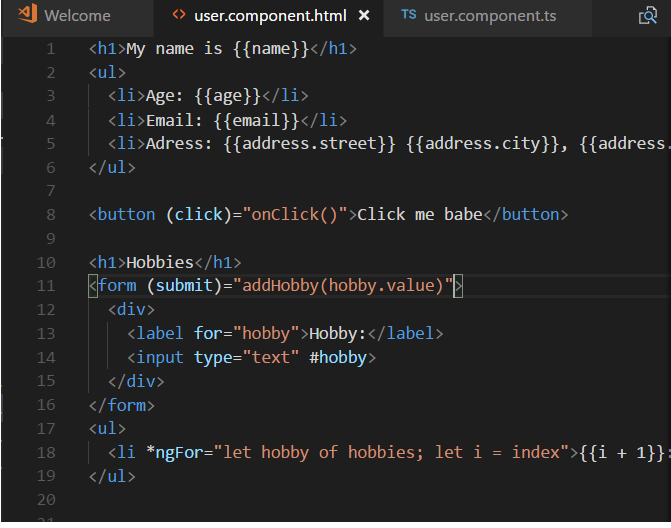 Welcome
<> user.component.html ×
TS user.component.ts
1 <h1>My name is {{name}}</h1>
2 <ul>
3 <li>Age: {{age}}</li>
4 <li>Email: {{email}}</li>
5 <li>Adress: {{address.street}} {{address.city}}, {{address.
6 </ul>
7
8 <button (click)="onClick()">Click me babe</button>
9
10 <h1>Hobbies</h1>
11 <form (submit)="addHobby(hobby.value)">
12 <div>
13 <label for="hobby">Hobby:</label>
14 <input type="text" #hobby>
15 </div>
16 </form>
17 <ul>
18 <li *ngFor="let hobby of hobbies; let i = index">{{i + 1}}:
19 </ul>
20